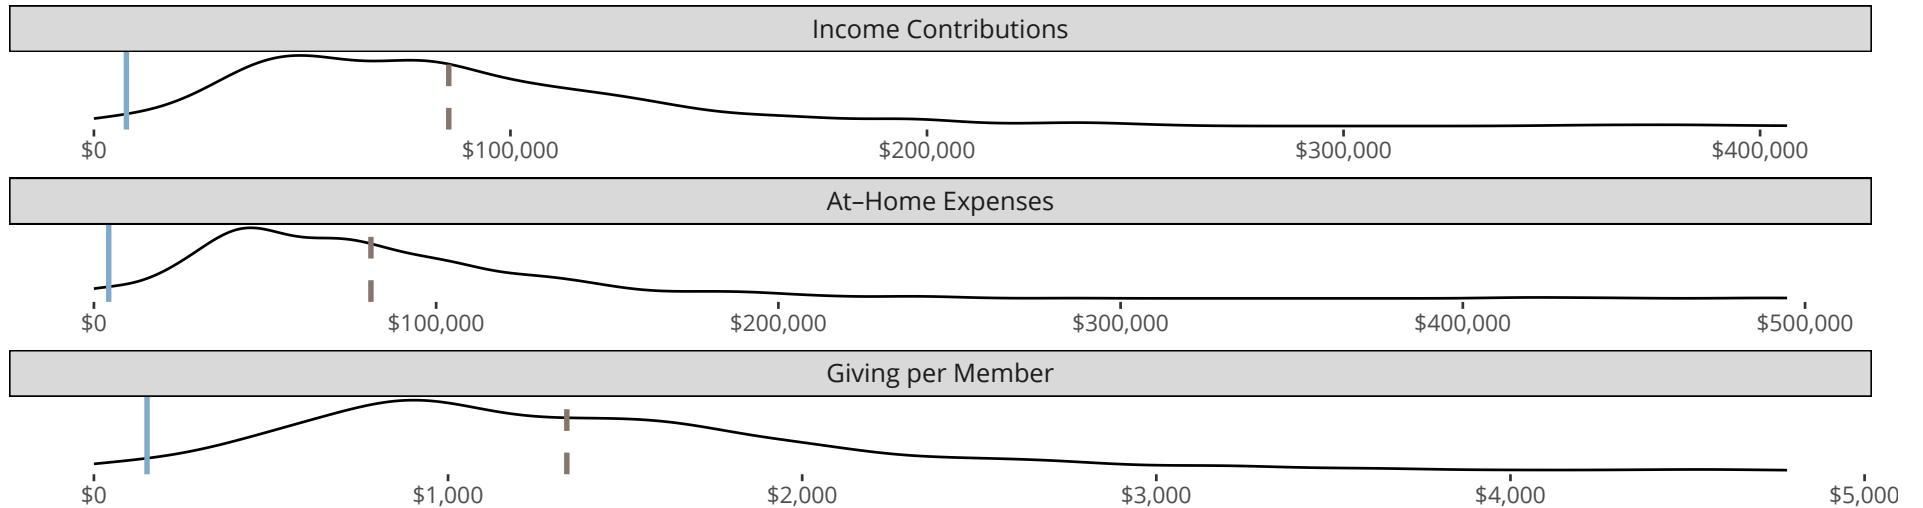 Income Contributions
$0 $100,000 $200,000 $300,000 $400,000
At–Home Expenses
$0 $100,000 $200,000 $300,000 $400,000 $500,000
Giving per Member
$0 $1,000 $2,000 $3,000 $4,000 $5,000